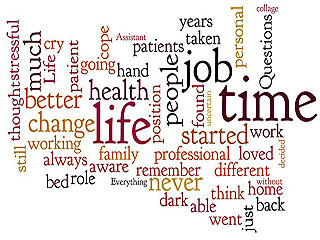 years
collage
Assistant
personal
Questions
cry
cope
patients
taken
stressful
thought
much
Life
patient
going
hand
people
job
better
health
position
found
uncertain
time
change
life
started
work
still
working
always
family
professional
loved
decided
aware
remember
different
bed
role
Everything
never
think
home
without
dark
able
just
back
went